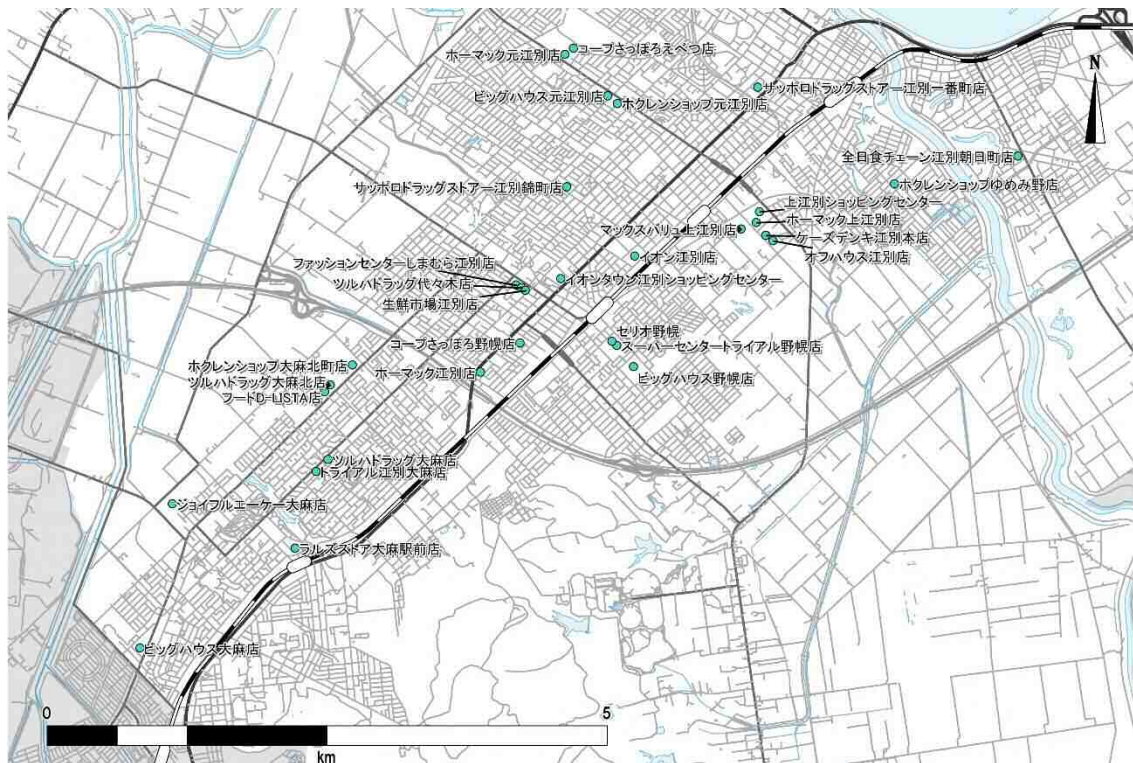 コープさっぽろえべつ店
ホーマック元江別店
N
ザッポロドラッグストアー江別一番町店
ビッグハウス元江別店
ホクレンショップ元江別店
全日食チェーン江別朝日町店
サッポロドラッグストアー江別錦町店
ホクレンショップゆめみ野店
上江別ショッピングセンター
ホーマック上江別店
マックスバリュ上江別店
ケーズデンキ江別本店
オフハウス江別店
イオン江別店
ファッションセンターしまむら江別店
イオンタウン江別ショッピングセンター
ツルハドラッグ代々木店
生鮮市場江別店
セリオ野幌
コープさっぽろ野幌店
スーパーセンタートライアル野幌店
ホクレンショップ大麻北町店
ホーマック江別店
ビッグハウス野幌店
ツルハドラッグ大麻北店
フードD-LISTA店
ツルハドラッグ大麻店
トライアル江別大麻店
ジョイフルエーケー大麻店
ラルズストア大麻駅前店
ビッグハウス大麻店
0
5
km